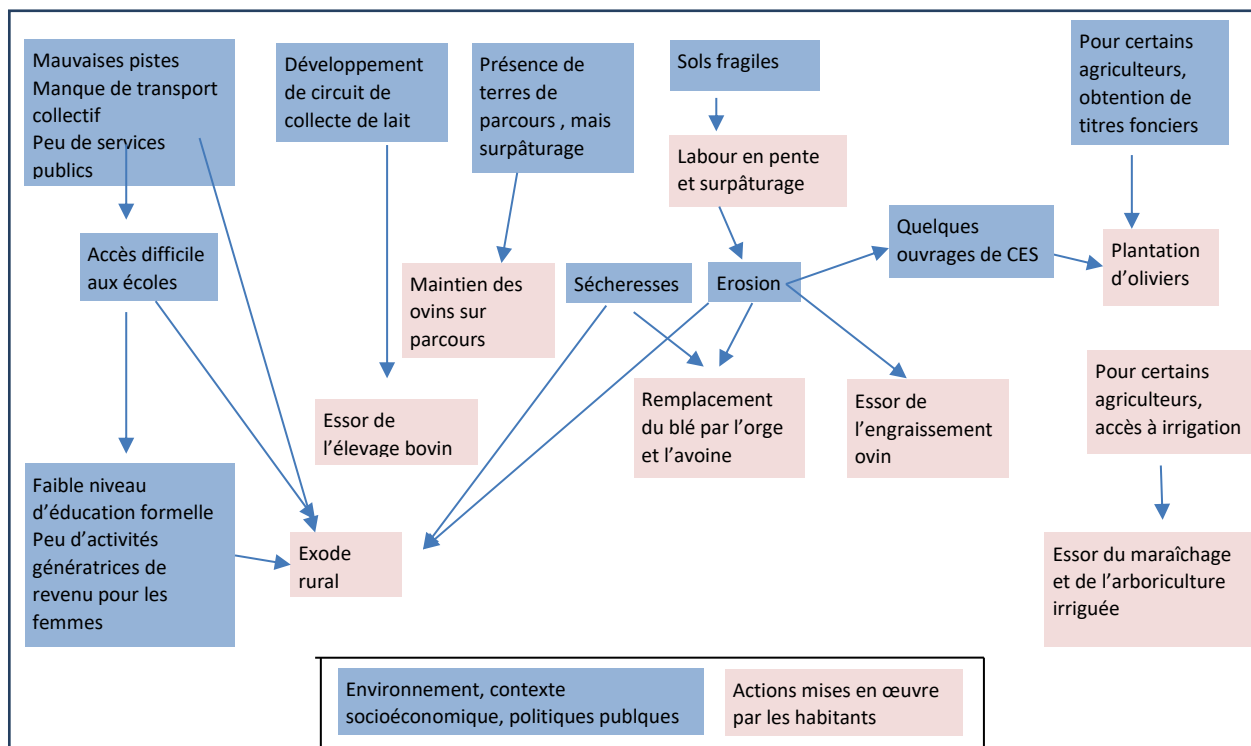 Mauvaises pistes
Manque de transport
collectif
Peu de services
publics
Développement
de circuit de
collecte de lait
Présence de
terres de
parcours , mais
surpâturage
Sols fragiles
Pour certains
agriculteurs,
obtention de
titres fonciers
Labour en pente
et surpâturage
Accès difficile
aux écoles
Maintien des
ovins sur
parcours
Sécheresses
Erosion
Quelques
ouvrages de CES
Plantation
d’oliviers
Essor de
l’élevage bovin
Remplacement
du blé par l’orge
et l’avoine
Essor de
l’engraissement
ovin
Pour certains
agriculteurs,
accès à irrigation
Faible niveau
d’éducation formelle
Peu d’activités
génératrices de
revenu pour les
femmes
Exode
rural
Essor du maraîchage
et de l’arboriculture
irriguée
Environnement, contexte
socioéconomique, politiques publques
Actions mises en œuvre
par les habitants